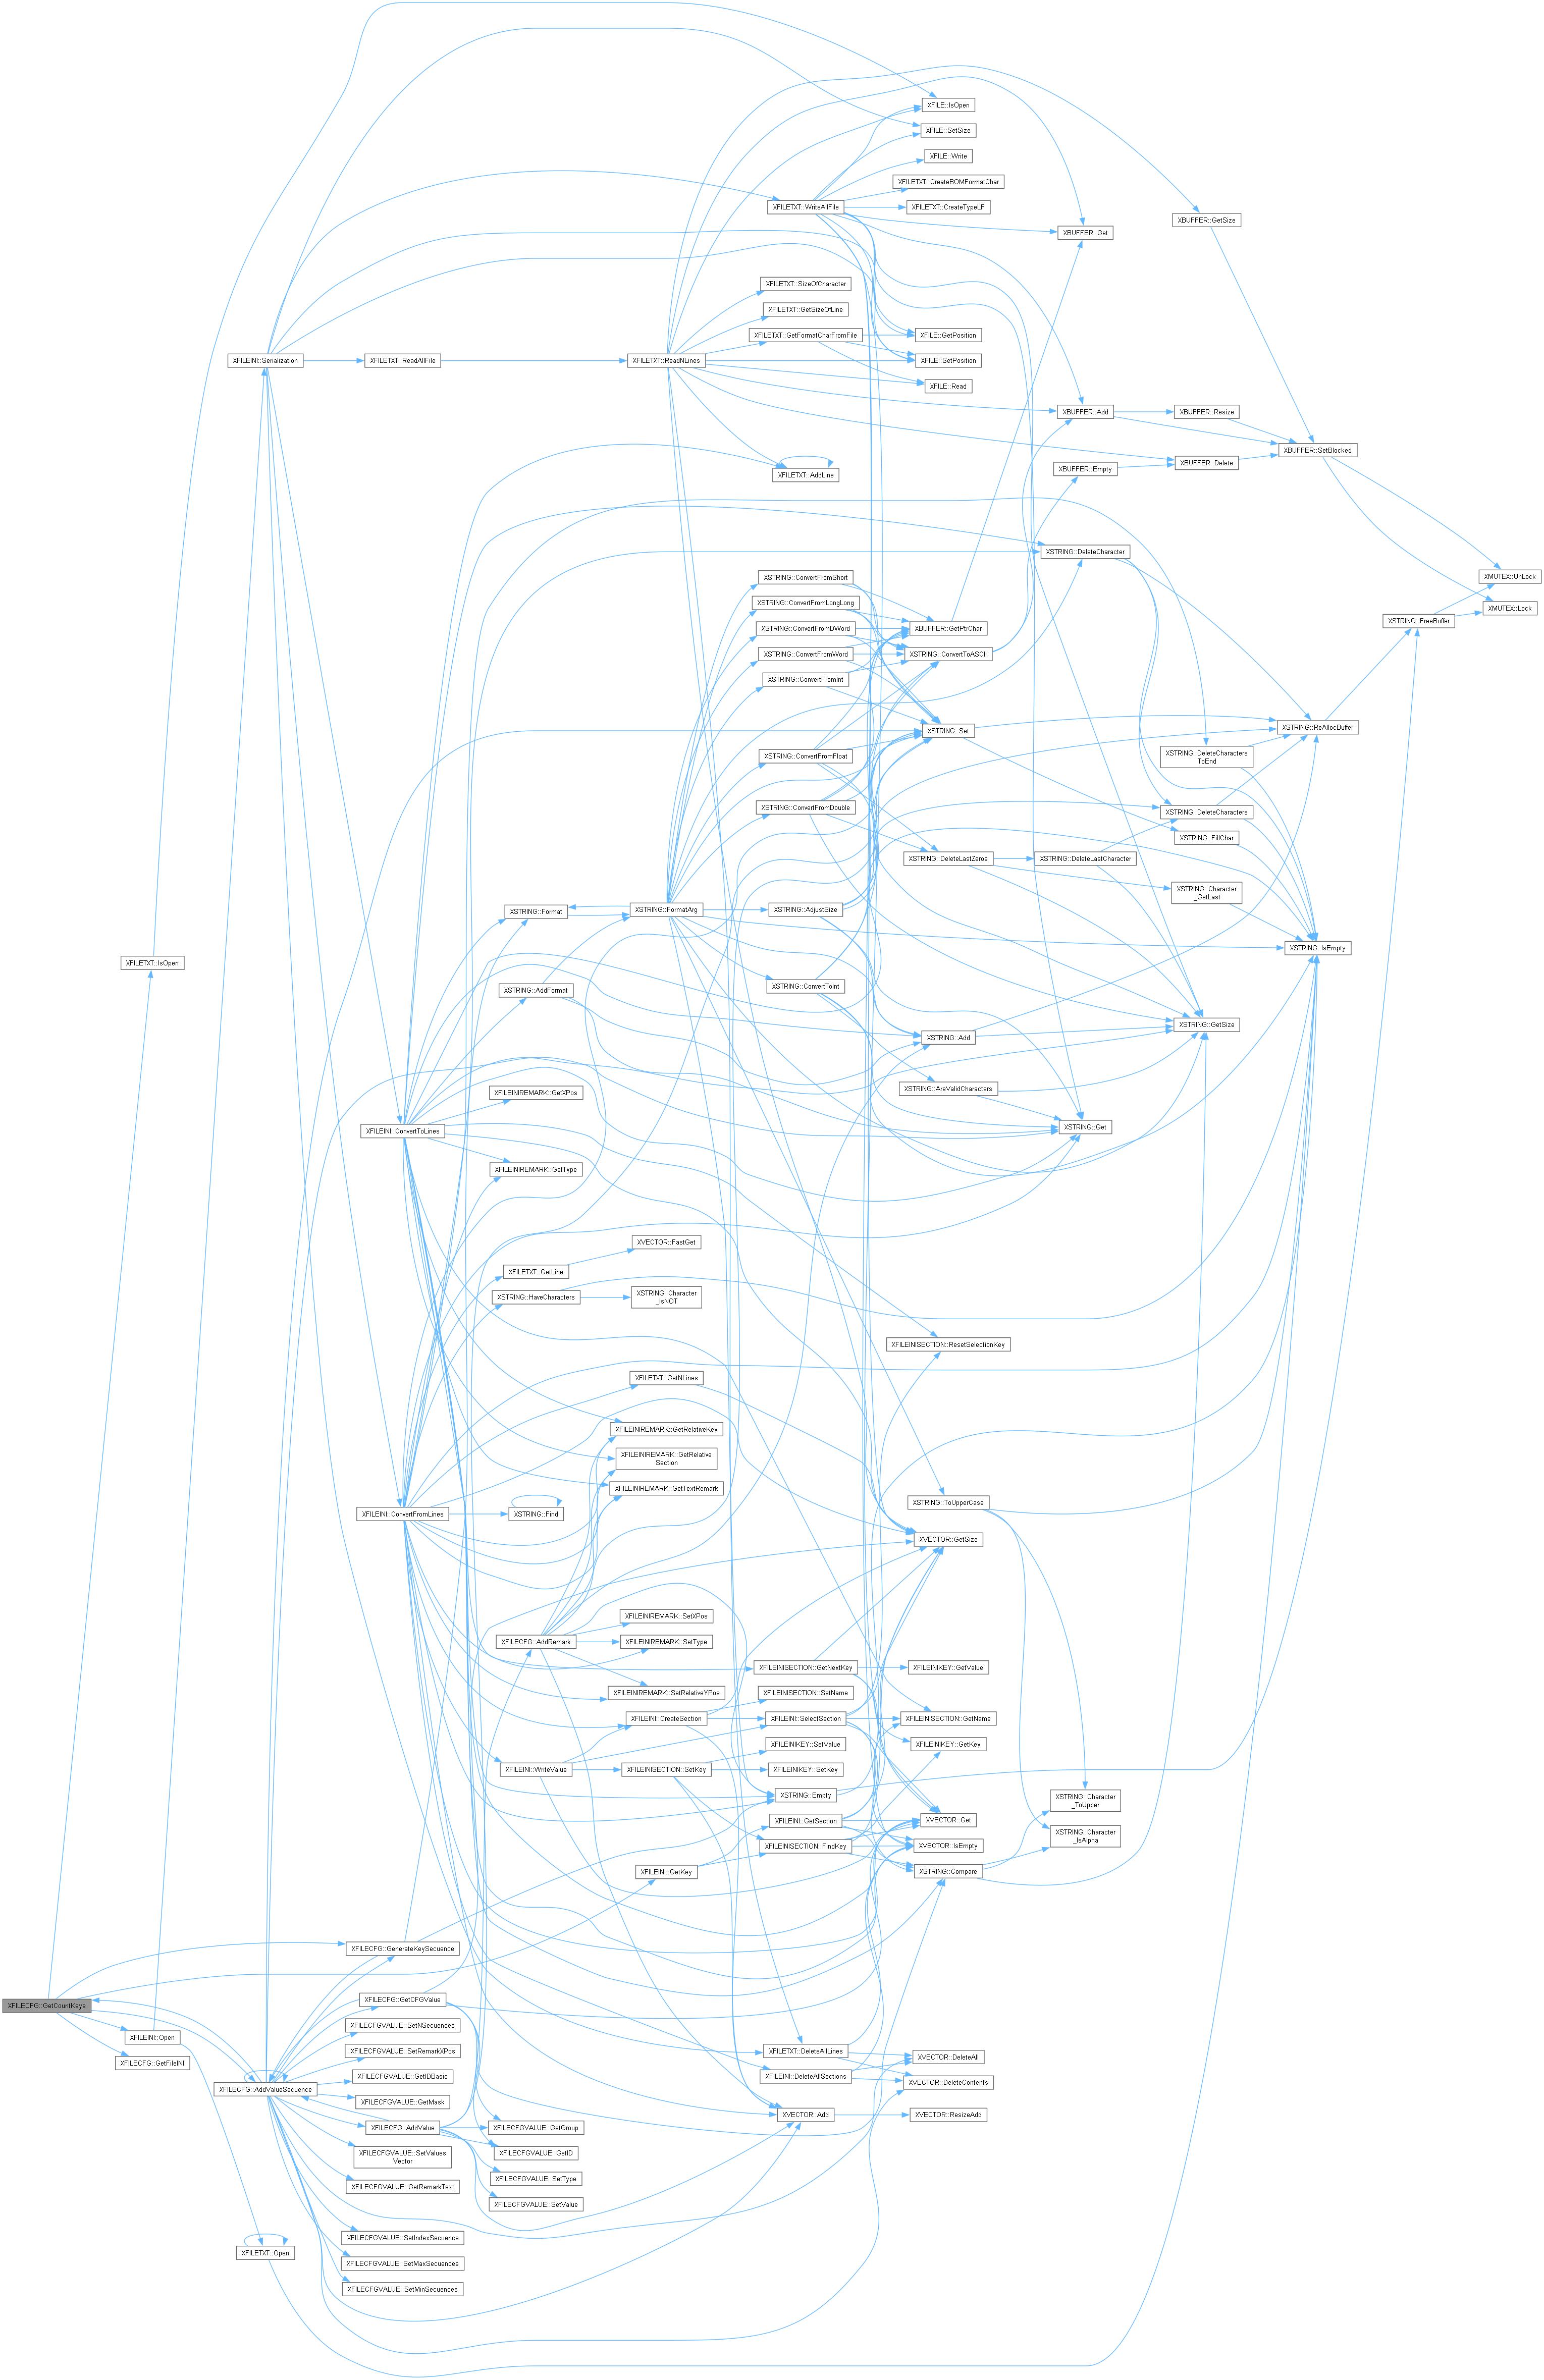 XFILE::IsOpen
XFILE::SetSize
XFILE::Write
XFILETXT::CreateBOMFormatChar
XFILETXT::WriteAllFile
XFILETXT::CreateTypeLF
XBUFFER::GetSize
XBUFFER::Get
XFILETXT::SizeOfCharacter
XFILETXT::GetSizeOfLine
XFILETXT::GetFormatCharFromFile
XFILE::GetPosition
XFILEINI::Serialization
XFILETXT::ReadAllFile
XFILETXT::ReadNLines
XFILE::SetPosition
XFILE::Read
XBUFFER::Add
XBUFFER::Resize
XBUFFER::SetBlocked
XBUFFER::Empty
XBUFFER::Delete
XFILETXT::AddLine
XSTRING::DeleteCharacter
XSTRING::ConvertFromShort
XMUTEX::UnLock
XSTRING::ConvertFromLongLong
XMUTEX::Lock
XSTRING::FreeBuffer
XSTRING::ConvertFromDWord
XBUFFER::GetPtrChar
XSTRING::ConvertFromWord
XSTRING::ConvertToASCII
XSTRING::ConvertFromInt
XSTRING::Set
XSTRING::ReAllocBuffer
XSTRING::ConvertFromFloat
XSTRING::DeleteCharacters
ToEnd
XSTRING::ConvertFromDouble
XSTRING::DeleteCharacters
XSTRING::FillChar
XSTRING::DeleteLastZeros
XSTRING::DeleteLastCharacter
XSTRING::Character
_GetLast
XSTRING::Format
XSTRING::FormatArg
XSTRING::AdjustSize
XSTRING::IsEmpty
XFILETXT::IsOpen
XSTRING::AddFormat
XSTRING::ConvertToInt
XSTRING::GetSize
XSTRING::Add
XSTRING::AreValidCharacters
XFILEINIREMARK::GetXPos
XFILEINI::ConvertToLines
XSTRING::Get
XFILEINIREMARK::GetType
XVECTOR::FastGet
XFILETXT::GetLine
XSTRING::HaveCharacters
XSTRING::Character
_IsNOT
XFILEINISECTION::ResetSelectionKey
XFILETXT::GetNLines
XFILEINIREMARK::GetRelativeKey
XFILEINIREMARK::GetRelative
Section
XFILEINIREMARK::GetTextRemark
XSTRING::ToUpperCase
XFILEINI::ConvertFromLines
XSTRING::Find
XVECTOR::GetSize
XFILEINIREMARK::SetXPos
XFILECFG::AddRemark
XFILEINIREMARK::SetType
XFILEINISECTION::GetNextKey
XFILEINIKEY::GetValue
XFILEINIREMARK::SetRelativeYPos
XFILEINISECTION::SetName
XFILEINI::CreateSection
XFILEINI::SelectSection
XFILEINISECTION::GetName
XFILEINIKEY::SetValue
XFILEINIKEY::GetKey
XFILEINI::WriteValue
XFILEINISECTION::SetKey
XFILEINIKEY::SetKey
XSTRING::Empty
XSTRING::Character
_ToUpper
XFILEINI::GetSection
XVECTOR::Get
XSTRING::Character
_IsAlpha
XFILEINISECTION::FindKey
XVECTOR::IsEmpty
XFILEINI::GetKey
XSTRING::Compare
XFILECFG::GenerateKeySecuence
XFILECFG::GetCountKeys
XFILECFG::GetCFGValue
XFILECFGVALUE::SetNSecuences
XFILEINI::Open
XFILECFGVALUE::SetRemarkXPos
XFILETXT::DeleteAllLines
XVECTOR::DeleteAll
XFILECFG::GetFileINI
XFILEINI::DeleteAllSections
XVECTOR::DeleteContents
XFILECFGVALUE::GetIDBasic
XFILECFG::AddValueSecuence
XFILECFGVALUE::GetMask
XVECTOR::Add
XVECTOR::ResizeAdd
XFILECFG::AddValue
XFILECFGVALUE::GetGroup
XFILECFGVALUE::SetValues
Vector
XFILECFGVALUE::GetID
XFILECFGVALUE::GetRemarkText
XFILECFGVALUE::SetType
XFILECFGVALUE::SetValue
XFILECFGVALUE::SetIndexSecuence
XFILETXT::Open
XFILECFGVALUE::SetMaxSecuences
XFILECFGVALUE::SetMinSecuences